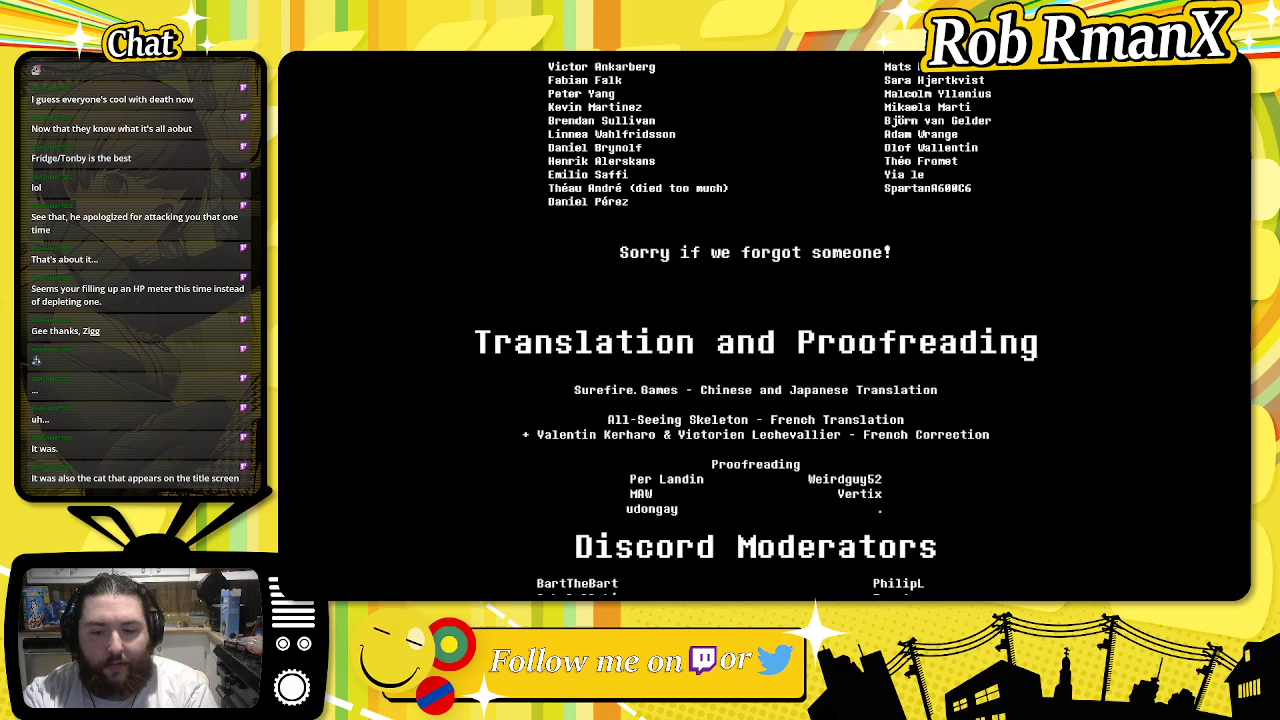 Chat
Rob RmanX
I guess everyone's cool with death now
Now that they know what it's all aobut
Fridge/Tonby is the best
lol
See that, he apologized for attacking you that one
time
That's about it...
Seems your filling up an HP meter this time instead
of depleting one.
Gee thanks, Zigg
...
uh...
It was.
It was also the cat that appears on the title screen
Victor Ankarberg
Mats
Fabian Falk
Sara Hjertkvist
Peter Yang
Malcolm Yllenius
Kevin Martinez
Mikaela Marti
Brendan Sullivan
Björn van Gelder
Linnea Wallfridsson
Adam Wrange
Daniel Brynolf
Olof Wallentin
Henrik Alerskans
Théo Fromet
Emilio Saffi
Yia le
Théau André (died too much)
SpartanA600C6
Daniel Pérez
Sorry if we forgot someone!
Translation and Proofreading
Surefire.Games - Chinese and Japanese Translation
All-Seeing Skeleton - French Translation
+ Valentin Verharo & Victorien Lechevallier - French Correction
Proofreading
Per Landin
Weirdguy52
MAV
Vertix
udongay
.
Discord Moderators
BartTheBart
PhilipL
Follow me on or